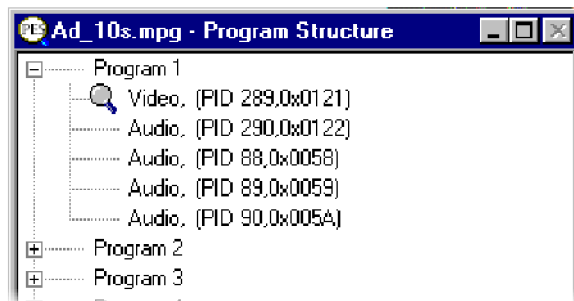 PES Ad_10s.mpg - Program Structure
Program 1
Video, (PID 289,0x0121)
Audio, (PID 290,0x0122)
Audio, (PID 88,0x0058)
Audio, (PID 89,0x0059)
Audio, (PID 90,0x005A)
Program 2
Program 3